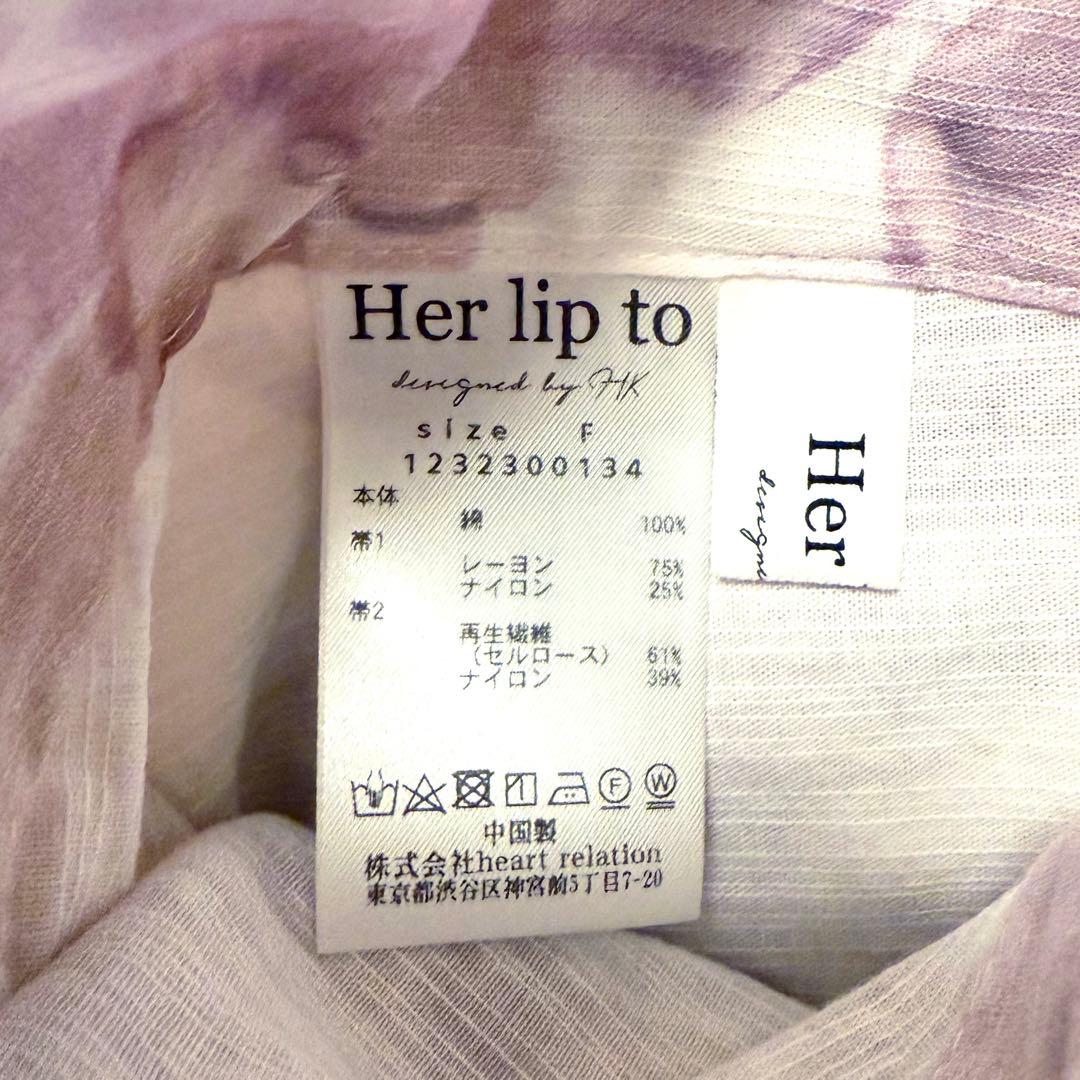 Her lip to
designed by HK
size F
1232300134
本体
綿 100%
帯1
レーヨン 75%
ナイロン 25%
帯2
再生繊維
(セルロース) 61%
ナイロン 39%
F W
中国製
株式会社heart relation
東京都渋谷区神宮前5丁目7-20
Her
designe